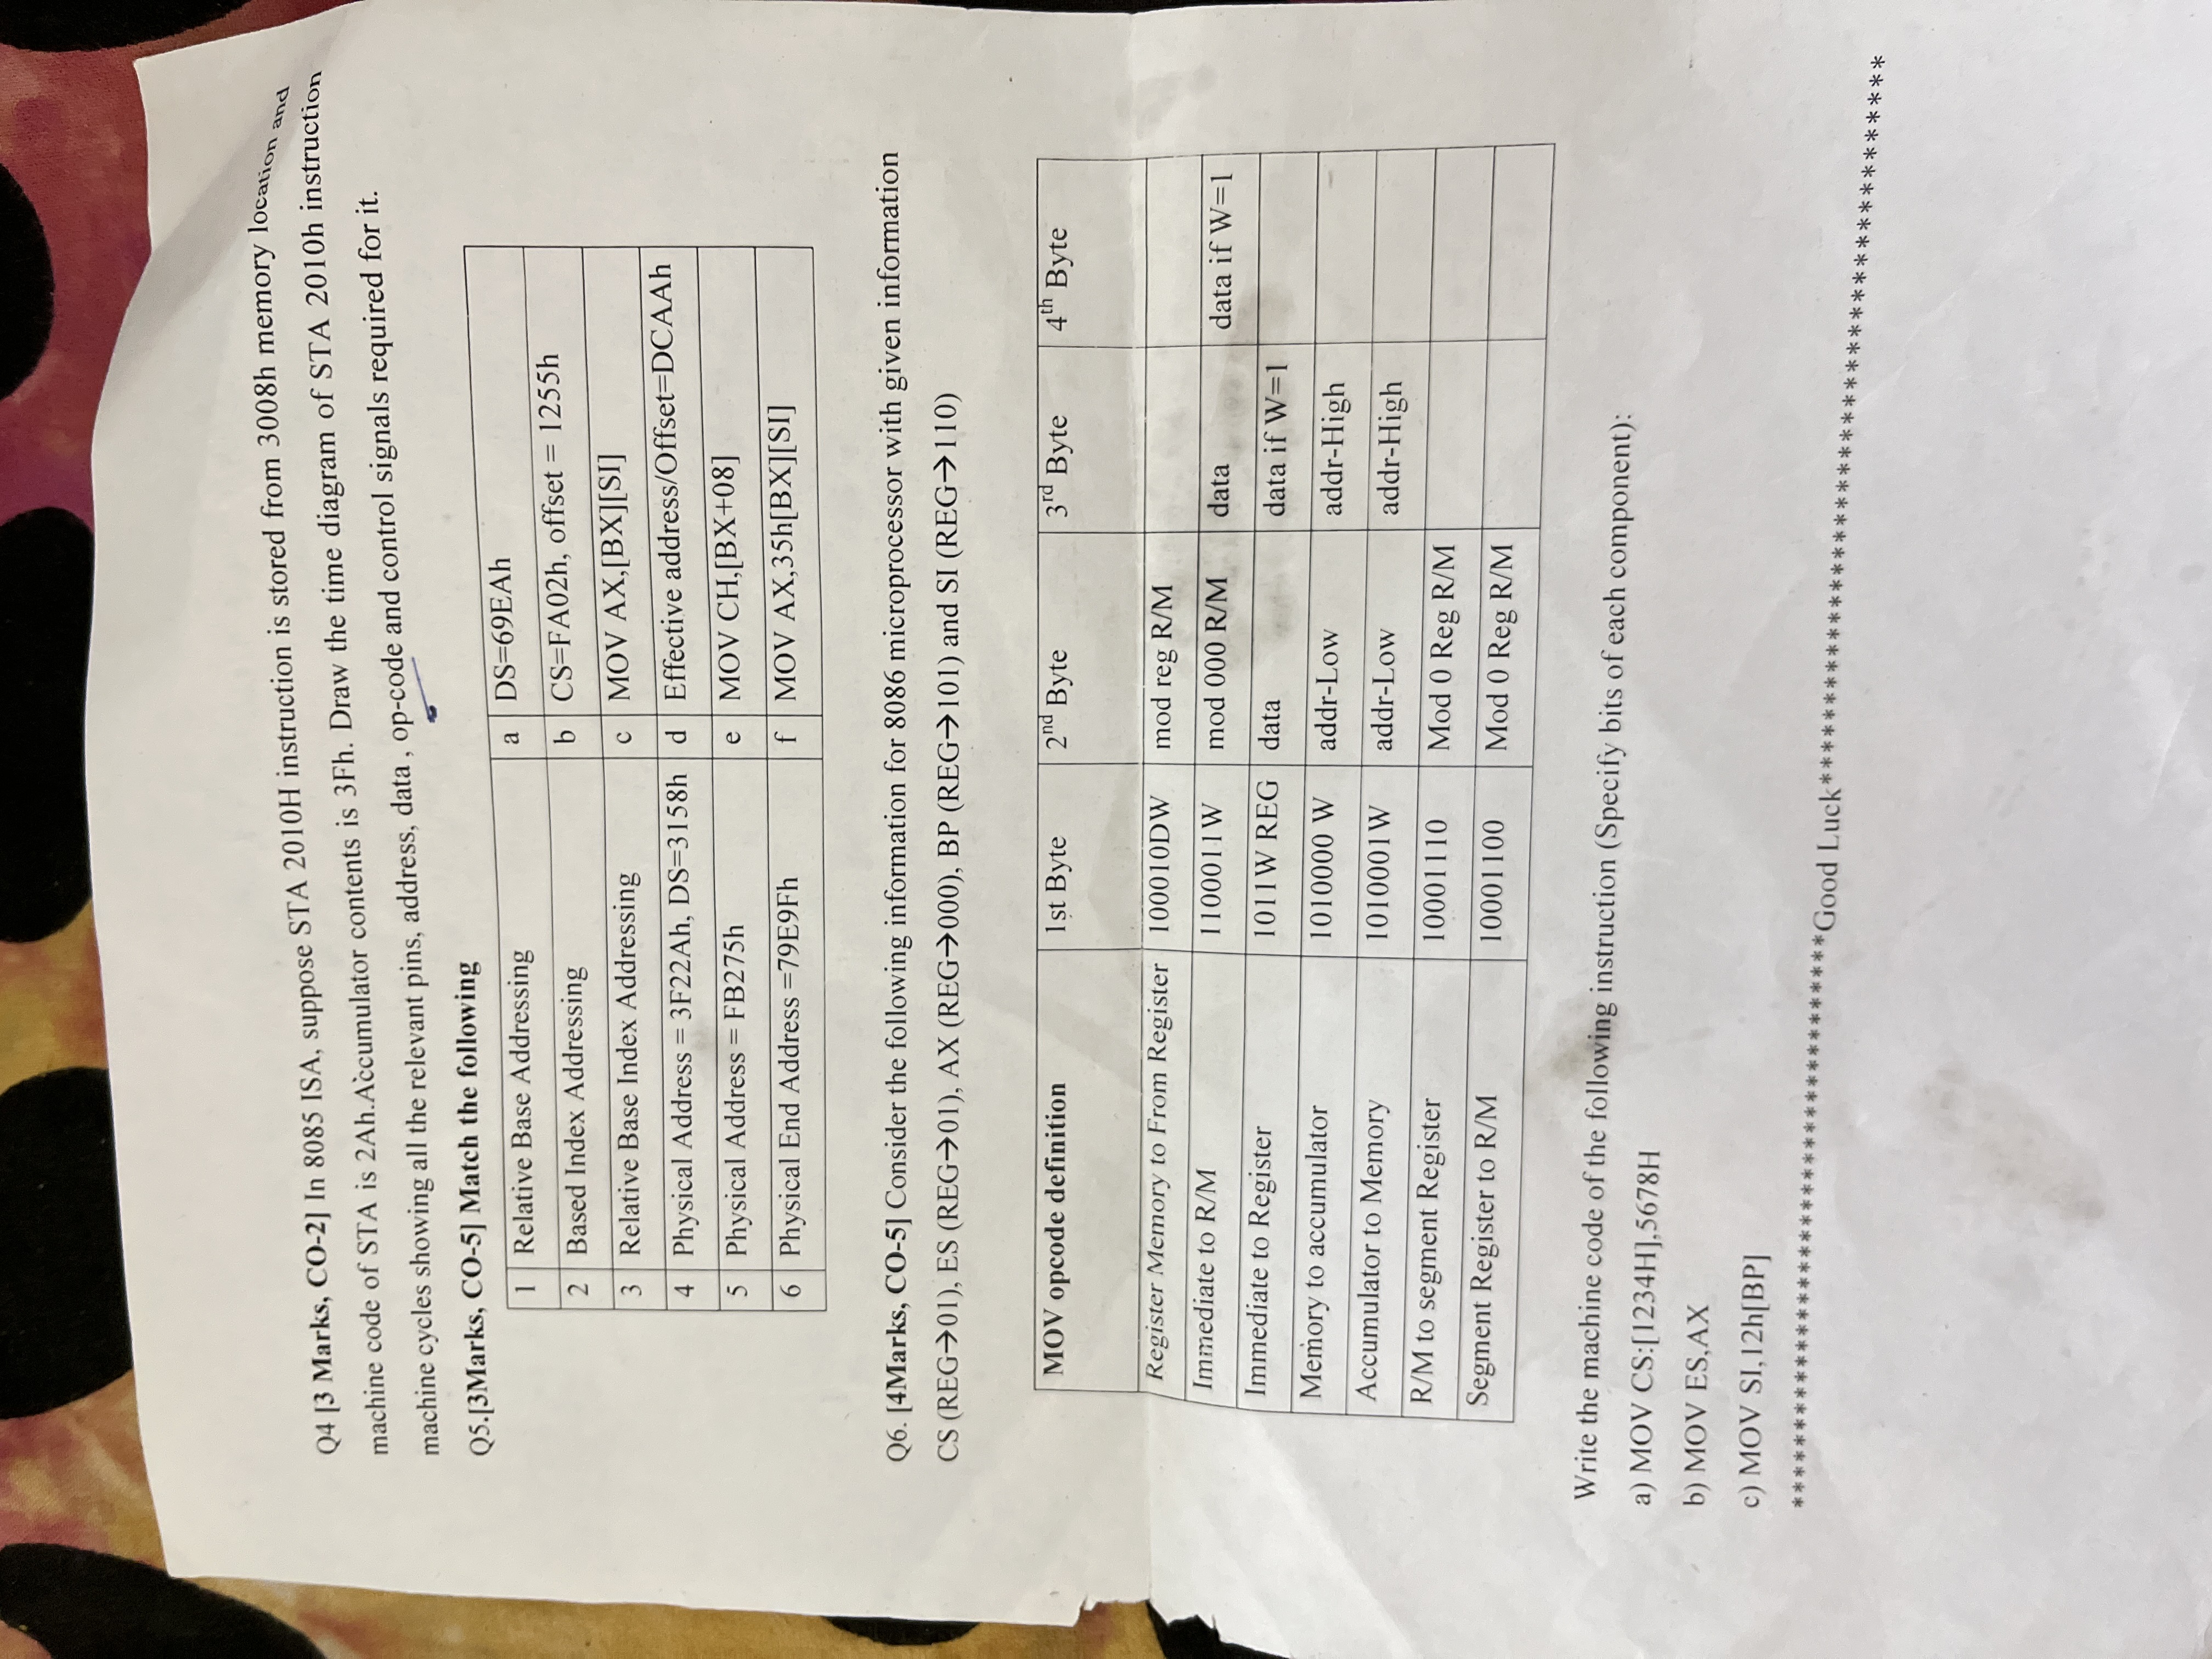 Q4 [3 Marks, CO-2] In 8085 ISA, suppose STA 2010H instruction is stored from 3008h memory location and
machine code of STA is 2Ah.Accumulator contents is 3Fh. Draw the time diagram of STA 2010h instruction
machine cycles showing all the relevant pins, address, data , op-code and control signals required for it.
Q5.[3Marks, CO-5] Match the following
1 Relative Base Addressing a DS=69EAh
2 Based Index Addressing b CS=FA02h, offset = 1255h
3 Relative Base Index Addressing c MOV AX,[BX][SI]
4 Physical Address = 3F22Ah, DS=3158h d Effective address/Offset=DCAAh
5 Physical Address = FB275h e MOV CH,[BX+08]
6 Physical End Address =79E9Fh f MOV AX,35h[BX][SI]
Q6. [4Marks, CO-5] Consider the following information for 8086 microprocessor with given information
CS (REG→01), ES (REG→01), AX (REG→000), BP (REG→101) and SI (REG→110)
MOV opcode definition 1st Byte 2nd Byte 3rd Byte 4th Byte
Register Memory to From Register 100010DW mod reg R/M
Immediate to R/M 1100011W mod 000 R/M data data if W=1
Immediate to Register 1011W REG data data if W=1
Memory to accumulator 1010000 W addr-Low addr-High
Accumulator to Memory 1010001W addr-Low addr-High
R/M to segment Register 10001110 Mod 0 Reg R/M
Segment Register to R/M 10001100 Mod 0 Reg R/M
Write the machine code of the following instruction (Specify bits of each component):
a) MOV CS:[1234H],5678H
b) MOV ES,AX
c) MOV SI,12h[BP]
*************************************Good Luck******************************************